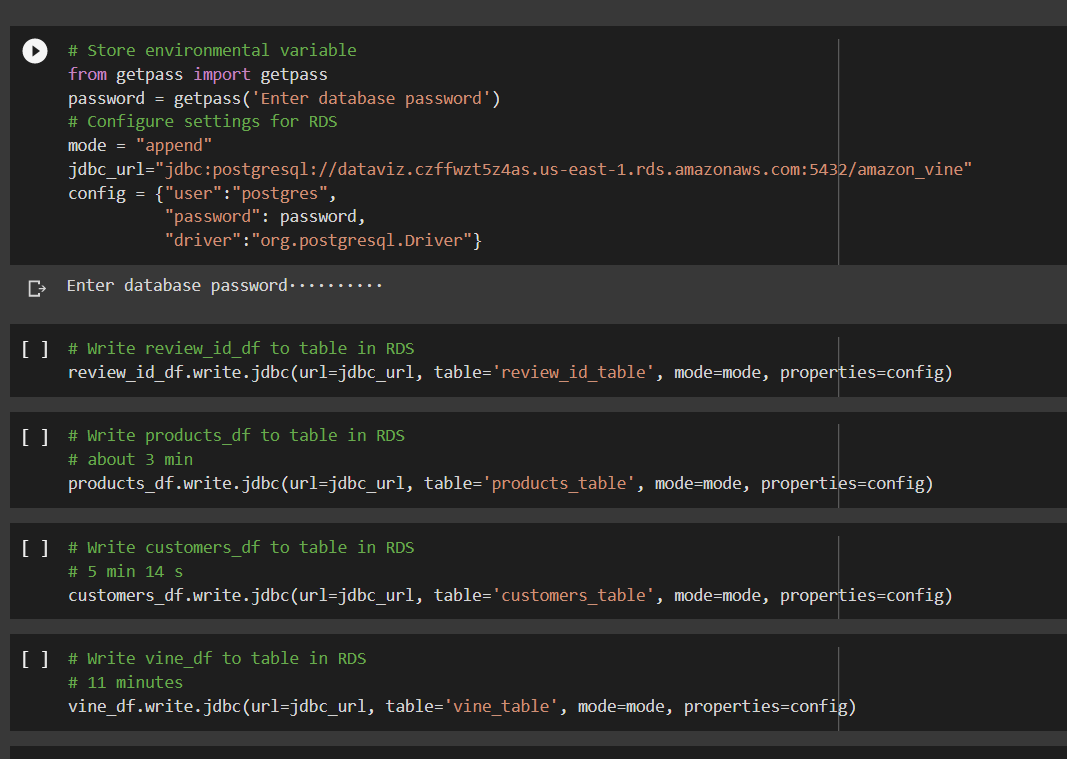 # Store environmental variable
from getpass import getpass
password = getpass('Enter database password')
# Configure settings for RDS
mode = "append"
jdbc_url="jdbc:postgresql://dataviz.czffwzt5z4as.us-east-1.rds.amazonaws.com:5432/amazon_vine"
config = {"user":"postgres",
"password": password,
"driver":"org.postgresql.Driver"}
Enter database password··········
[ ] # Write review_id_df to table in RDS
review_id_df.write.jdbc(url=jdbc_url, table='review_id_table', mode=mode, properties=config)
[ ] # Write products_df to table in RDS
# about 3 min
products_df.write.jdbc(url=jdbc_url, table='products_table', mode=mode, properties=config)
[ ] # Write customers_df to table in RDS
# 5 min 14 s
customers_df.write.jdbc(url=jdbc_url, table='customers_table', mode=mode, properties=config)
[ ] # Write vine_df to table in RDS
# 11 minutes
vine_df.write.jdbc(url=jdbc_url, table='vine_table', mode=mode, properties=config)